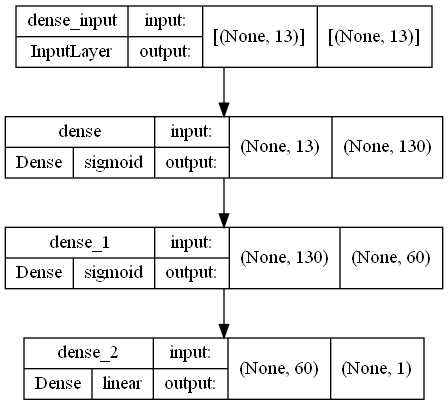 dense_input input: [(None, 13)] [(None, 13)]
InputLayer output:
dense input: (None, 13) (None, 130)
Dense sigmoid output:
dense_1 input: (None, 130) (None, 60)
Dense sigmoid output:
dense_2 input: (None, 60) (None, 1)
Dense linear output: